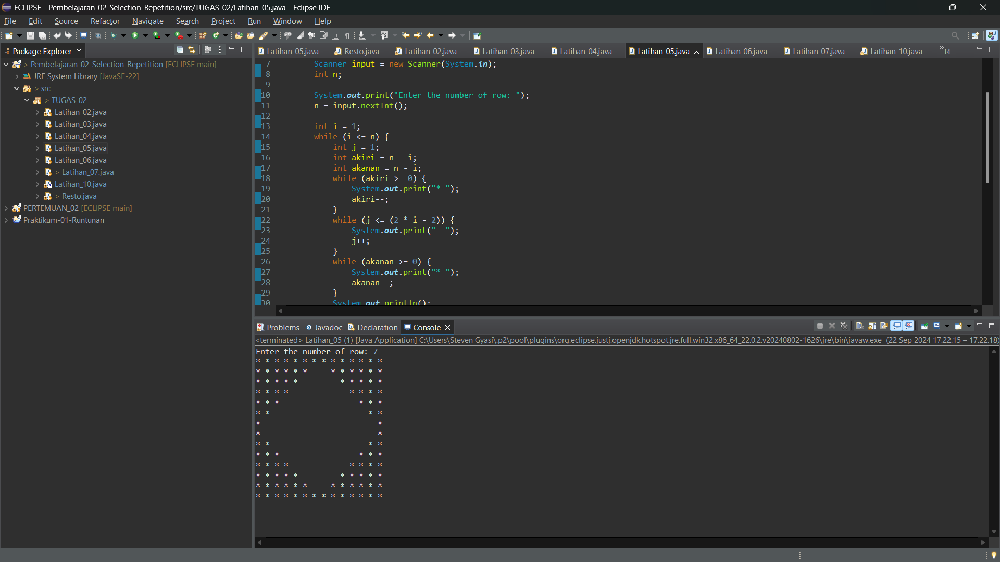 ECLIPSE - Pembelajaran-02-Selection-Repetition/src/TUGAS_02/Latihan_05.java - Eclipse IDE
File Edit Source Refactor Navigate Search Project Run Window Help
Package Explorer
> Pembelajaran-02-Selection-Repetition [ECLIPSE main]
JRE System Library [JavaSE-22]
> src
> TUGAS_02
Latihan_02.java
Latihan_03.java
Latihan_04.java
Latihan_05.java
Latihan_06.java
> Latihan_07.java
Latihan_10.java
> Resto.java
PERTEMUAN_02 [ECLIPSE main]
Praktikum-01-Runtunan
Latihan_05.java Resto.java Latihan_02.java Latihan_03.java Latihan_04.java Latihan_05.java Latihan_06.java Latihan_07.java Latihan_10.java »14
7 Scanner input = new Scanner(System.in);
8 int n;
9
10 System.out.print("Enter the number of row: ");
11 n = input.nextInt();
12
13 int i = 1;
14 while (i <= n) {
15 int j = 1;
16 int akiri = n - i;
17 int akanan = n - i;
18 while (akiri >= 0) {
19 System.out.print("* ");
20 akiri--;
21 }
22 while (j <= (2 * i - 2)) {
23 System.out.print("  ");
24 j++;
25 }
26 while (akanan >= 0) {
27 System.out.print("* ");
28 akanan--;
29 }
30 System.out.println();
Problems Javadoc Declaration Console
<terminated> Latihan_05 (1) [Java Application] C:\Users\Steven Gyasi\.p2\pool\plugins\org.eclipse.justj.openjdk.hotspot.jre.full.win32.x86_64_22.0.2.v20240802-1626\jre\bin\javaw.exe (22 Sep 2024 17.22.15 – 17.22.18)
Enter the number of row: 7
* * * * * * * * * * * * * *
* * * * * *     * * * * * *
* * * * *         * * * * *
* * * *             * * * *
* * *                 * * *
* *                     * *
*                         *
*                         *
* *                     * *
* * *                 * * *
* * * *             * * * *
* * * * *         * * * * *
* * * * * *     * * * * * *
* * * * * * * * * * * * * *